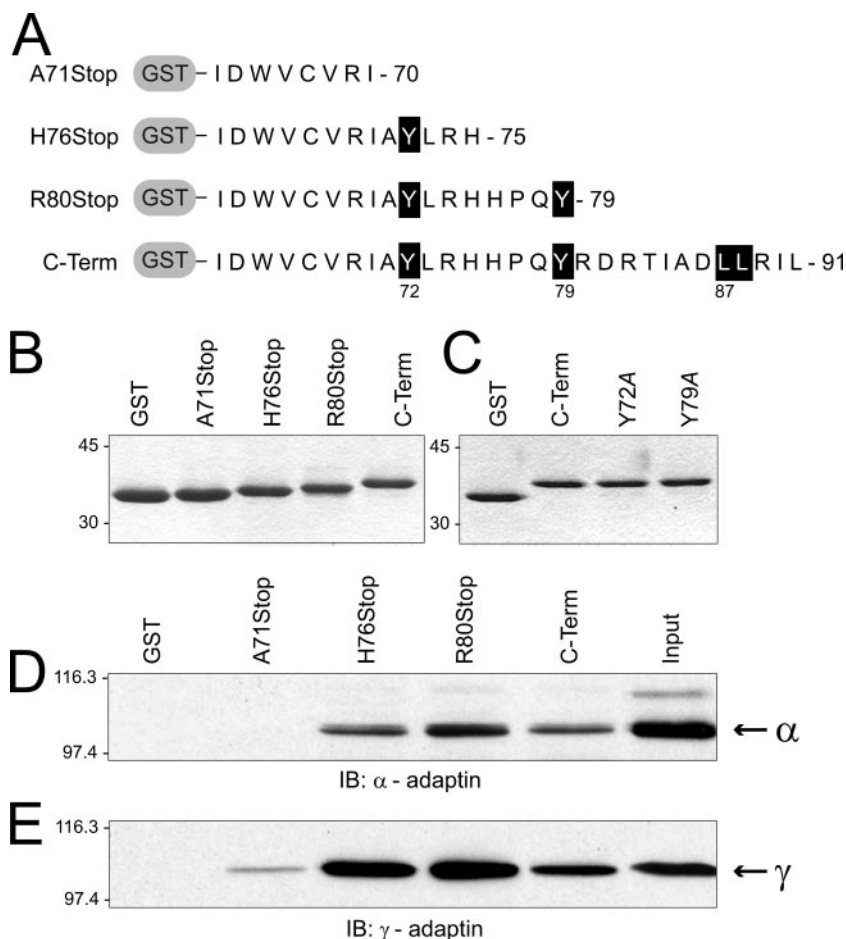 A
A71Stop GST - I D W V C V R I - 70
H76Stop GST - I D W V C V R I A Y L R H - 75
R80Stop GST - I D W V C V R I A Y L R H H P Q Y - 79
C-Term GST - I D W V C V R I A Y L R H H P Q Y R D R T I A D L L R I L - 91
72 79 87
B
GST A71Stop H76Stop R80Stop C-Term
45
30
C
GST C-Term Y72A Y79A
45
30
GST A71Stop H76Stop R80Stop C-Term Input
D
116.3
← α
97.4
IB: α - adaptin
E
116.3
← γ
97.4
IB: γ - adaptin